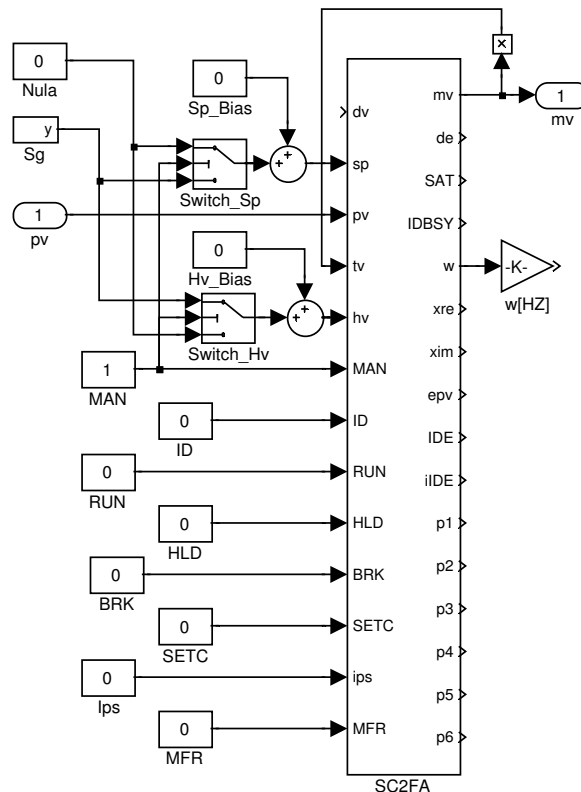 0
Nula
y
Sg
1
pv
0
Sp_Bias
Switch_Sp
0
Hv_Bias
Switch_Hv
1
MAN
0
ID
0
RUN
0
HLD
0
BRK
0
SETC
0
Ips
0
MFR
dv
sp
pv
tv
hv
MAN
ID
RUN
HLD
BRK
SETC
ips
MFR
mv
de
SAT
IDBSY
w
xre
xim
epv
IDE
iIDE
p1
p2
p3
p4
p5
p6
SC2FA
1
mv
-K-
w[HZ]